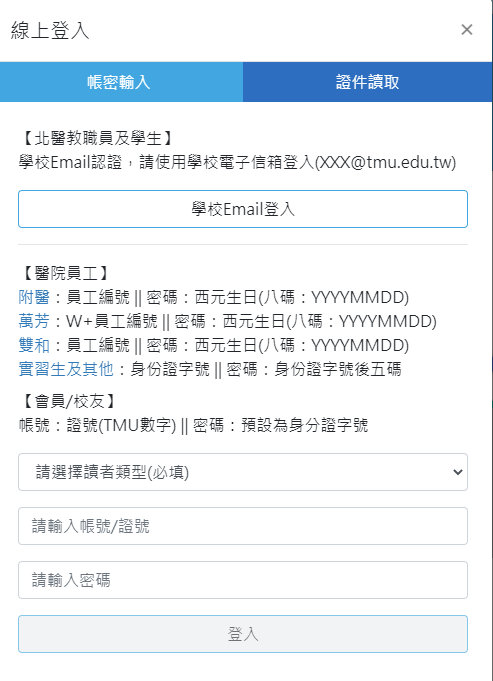 線上登入
×
帳密輸入
證件讀取
【北醫教職員及學生】
學校Email認證，請使用學校電子信箱登入(XXX@tmu.edu.tw)
學校Email登入
【醫院員工】
附醫：員工編號 || 密碼：西元生日(八碼：YYYYMMDD)
萬芳：W+員工編號 || 密碼：西元生日(八碼：YYYYMMDD)
雙和：員工編號 || 密碼：西元生日(八碼：YYYYMMDD)
實習生及其他：身份證字號 || 密碼：身份證字號後五碼
【會員/校友】
帳號：證號(TMU數字) || 密碼：預設為身分證字號
請選擇讀者類型(必填)
請輸入帳號/證號
請輸入密碼
登入